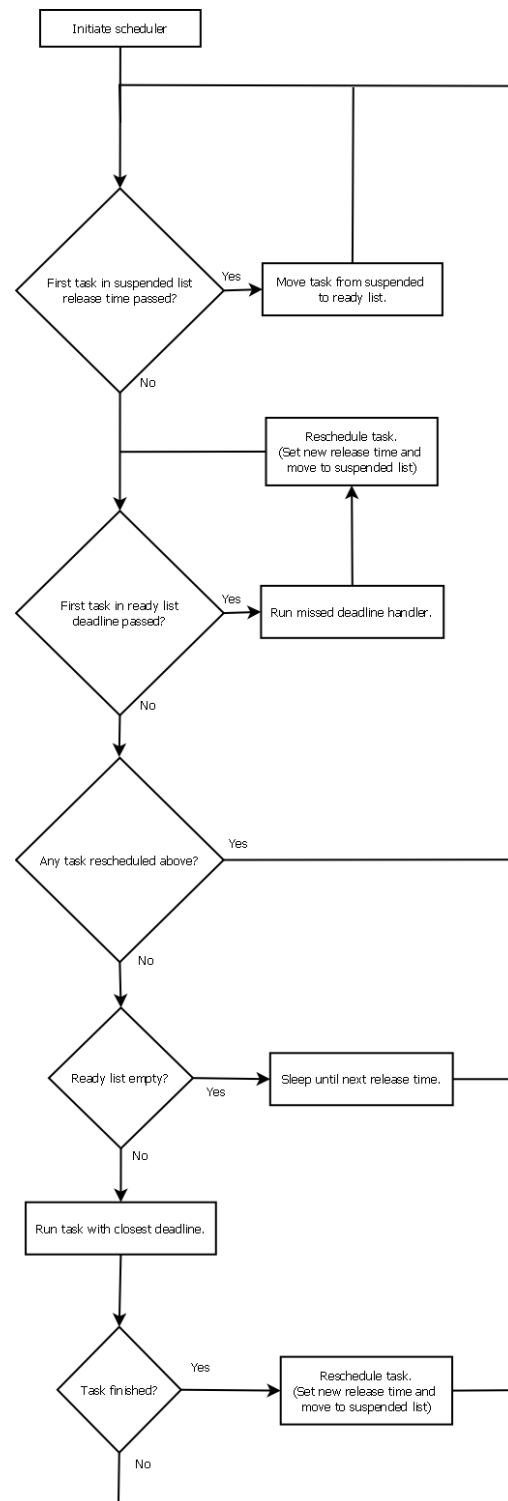 Initiate scheduler
First task in suspended list
release time passed?
Yes
Move task from suspended
to ready list.
No
Reschedule task.
(Set new release time and
move to suspended list)
First task in ready list
deadline passed?
Yes
Run missed deadline handler.
No
Any task rescheduled above?
Yes
No
Ready list empty?
Yes
Sleep until next release time.
No
Run task with closest deadline.
Task finished?
Yes
Reschedule task.
(Set new release time and
move to suspended list)
No